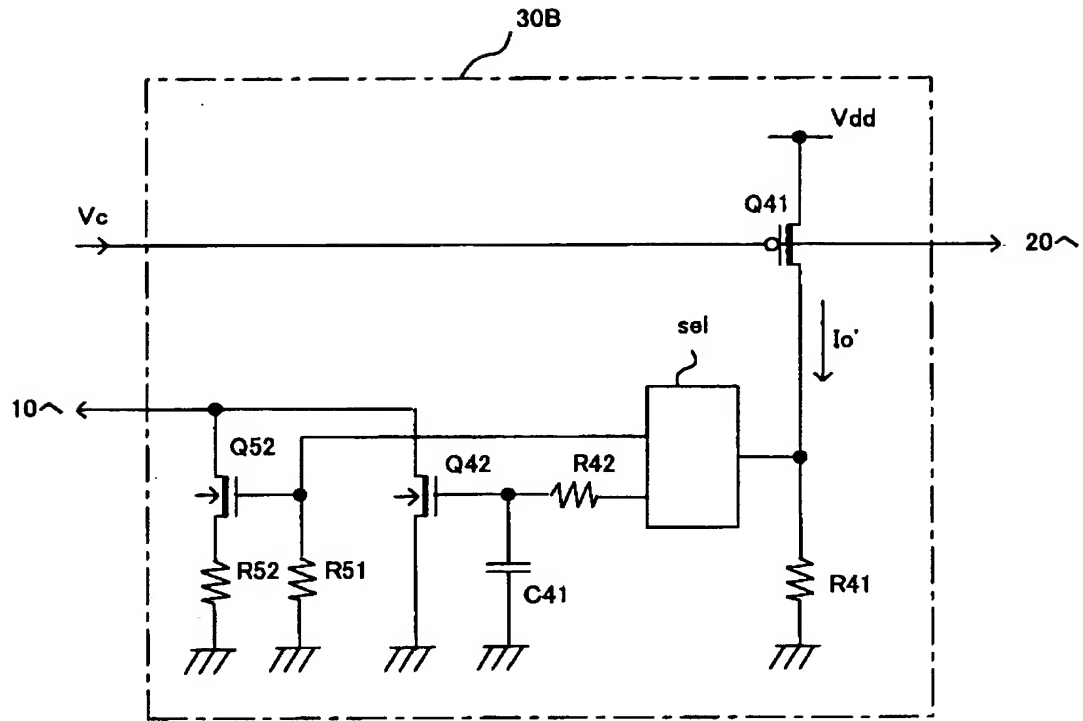 30B
Vdd
Vc
Q41
20へ
sel
Io'
10へ
Q52
Q42
R42
R52
R51
C41
R41